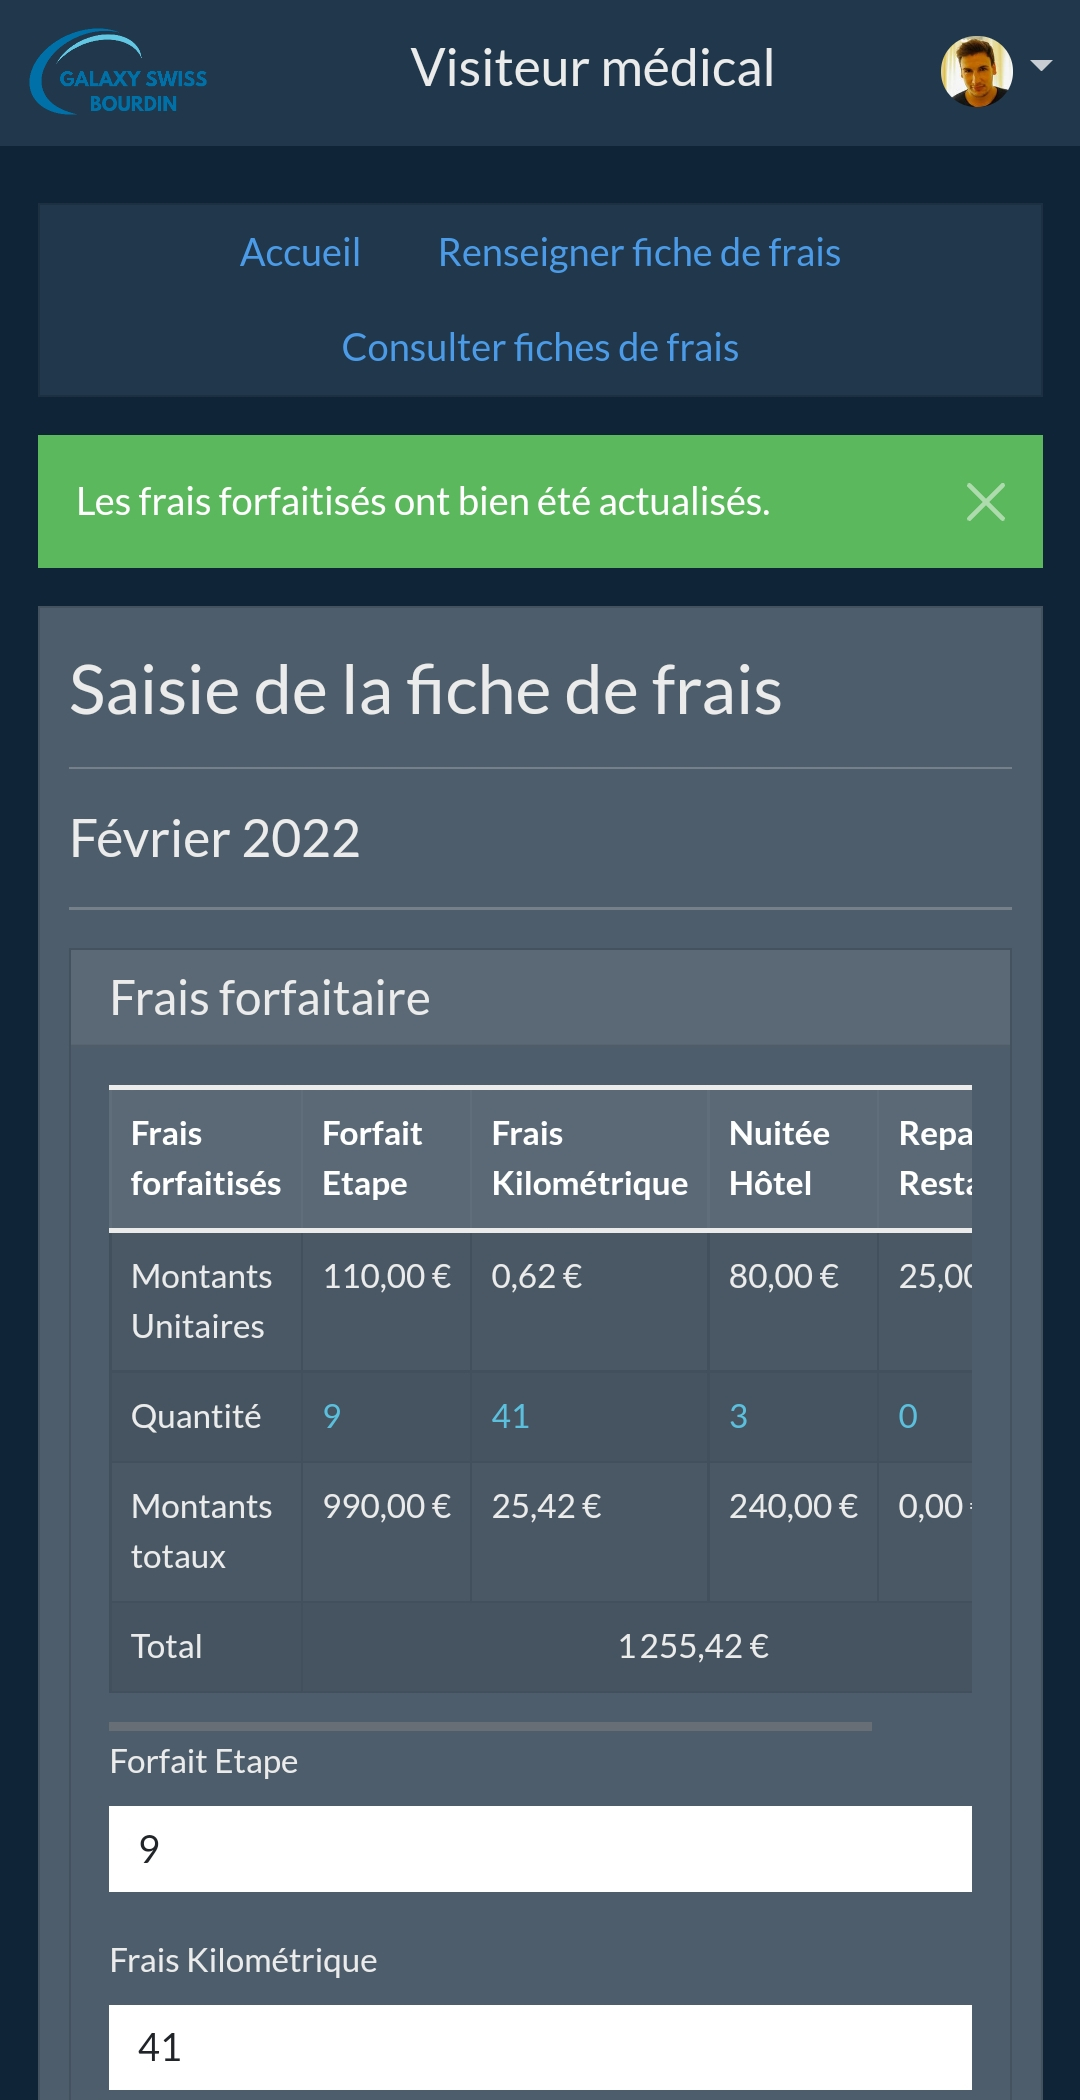 GALAXY SWISS
BOURDIN
Visiteur médical
Accueil Renseigner fiche de frais
Consulter fiches de frais
Les frais forfaitisés ont bien été actualisés.
Saisie de la fiche de frais
Février 2022
Frais forfaitaire
Frais forfaitisés
Forfait Etape
Frais Kilométrique
Nuitée Hôtel
Repa
Resta
Montants Unitaires
110,00 €
0,62 €
80,00 €
25,00
Quantité 9 41 3 0
Montants totaux
990,00 €
25,42 €
240,00 €
0,00
Total 1 255,42 €
Forfait Etape
9
Frais Kilométrique
41